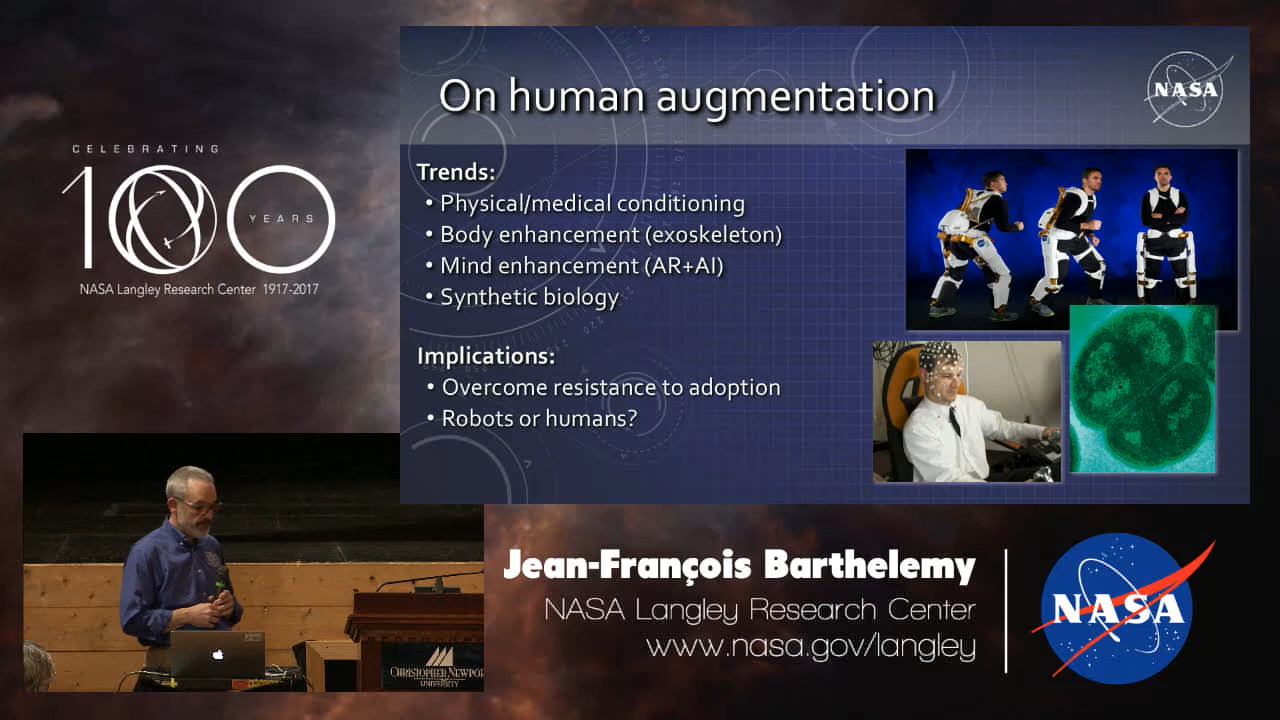 CELEBRATING
100
YEARS
NASA Langley Research Center 1917-2017
On human augmentation
NASA
Trends:
• Physical/medical conditioning
• Body enhancement (exoskeleton)
• Mind enhancement (AR+AI)
• Synthetic biology
Implications:
• Overcome resistance to adoption
• Robots or humans?
CHRISTOPHER NEWPOR
UNIVERSITY
Jean-François Barthelemy
NASA Langley Research Center
www.nasa.gov/langley
NASA